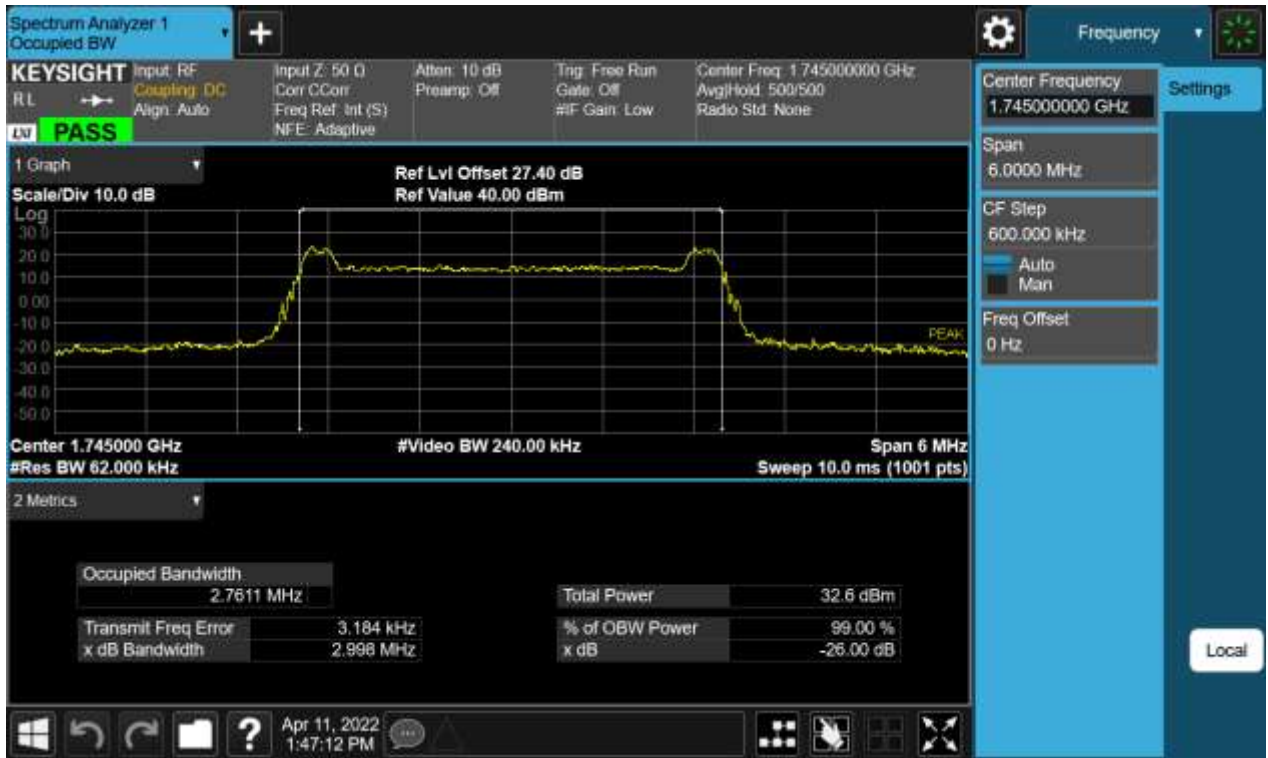 Spectrum Analyzer 1
Occupied BW
+
Frequency
KEYSIGHT
RL
LXI
PASS
Input: RF
Coupling: DC
Align: Auto
Input Z: 50 Ω
Corr CCorr
Freq Ref: Int (S)
NFE: Adaptive
Atten: 10 dB
Preamp: Off
Trig: Free Run
Gate: Off
#IF Gain: Low
Center Freq: 1.745000000 GHz
Avg|Hold: 500/500
Radio Std: None
Center Frequency
1.745000000 GHz
Settings
Span
6.0000 MHz
CF Step
600.000 kHz
Auto
Man
Freq Offset
0 Hz
1 Graph
Scale/Div 10.0 dB
Ref Lvl Offset 27.40 dB
Ref Value 40.00 dBm
Log
30.0
20.0
10.0
0.00
-10.0
-20.0
-30.0
-40.0
-50.0
PEAK
Center 1.745000 GHz
#Video BW 240.00 kHz
Span 6 MHz
#Res BW 62.000 kHz
Sweep 10.0 ms (1001 pts)
2 Metrics
Occupied Bandwidth
2.7611 MHz
Total Power 32.6 dBm
Transmit Freq Error 3.184 kHz
% of OBW Power 99.00 %
x dB Bandwidth 2.996 MHz
x dB -26.00 dB
Local
?
Apr 11, 2022
1:47:12 PM